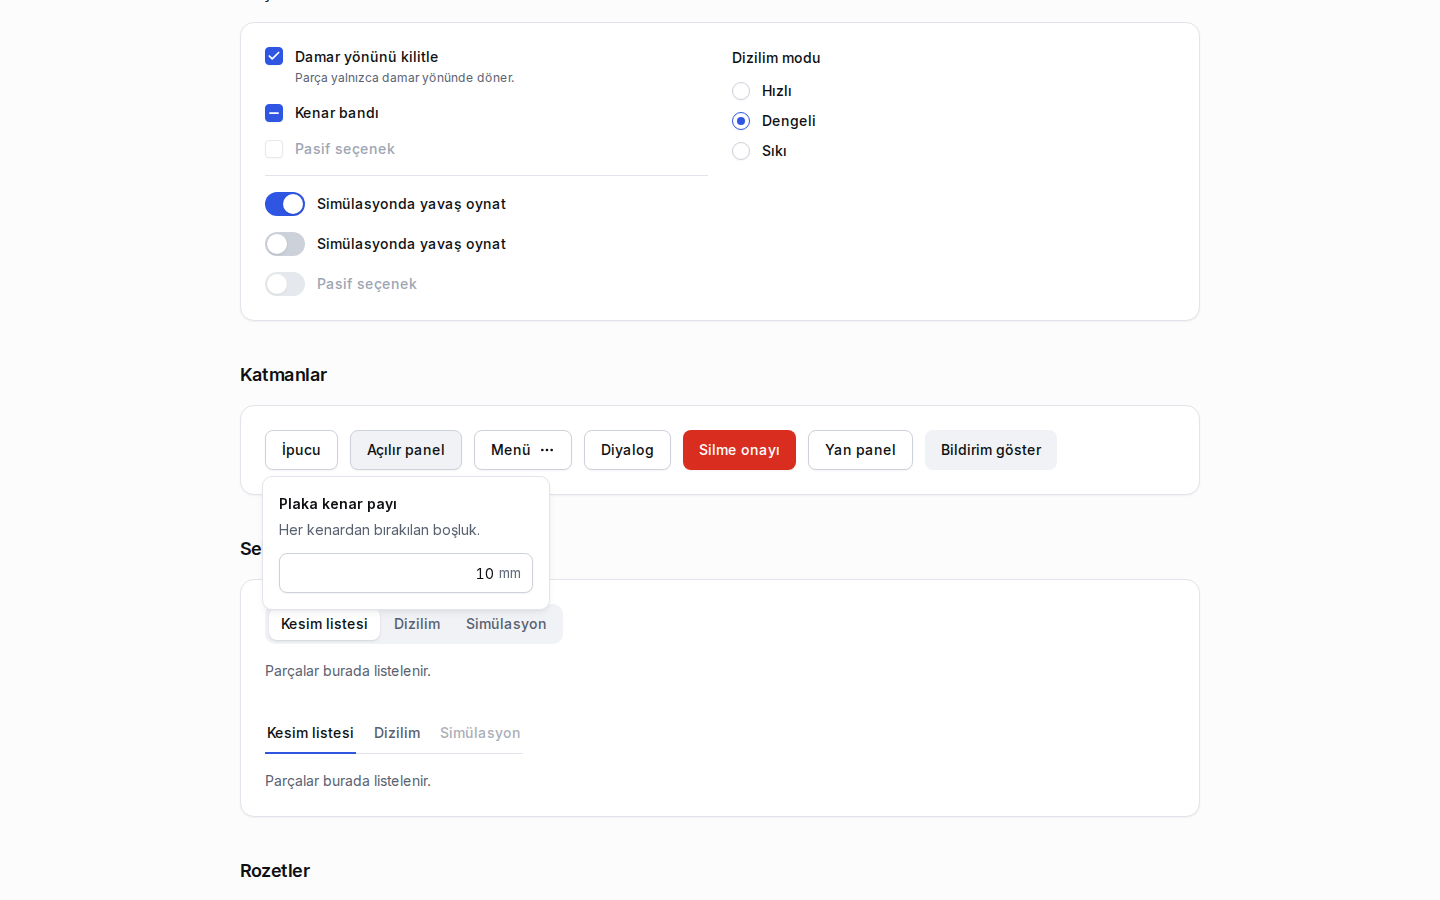 Damar yönünü kilitle
Parça yalnızca damar yönünde döner.
Kenar bandı
Pasif seçenek
Simülasyonda yavaş oynat
Simülasyonda yavaş oynat
Pasif seçenek
Dizilim modu
Hızlı
Dengeli
Sıkı
Katmanlar
İpucu Açılır panel Menü ··· Diyalog Silme onayı Yan panel Bildirim göster
Plaka kenar payı
Her kenardan bırakılan boşluk.
10 mm
Se
Kesim listesi Dizilim Simülasyon
Parçalar burada listelenir.
Kesim listesi Dizilim Simülasyon
Parçalar burada listelenir.
Rozetler